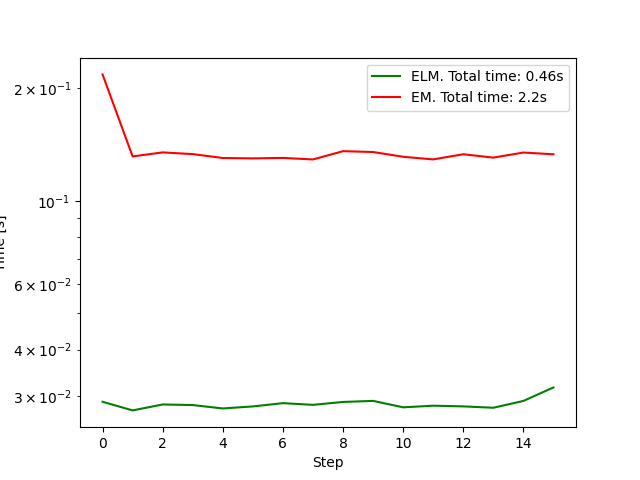 ELM. Total time: 0.46s
EM. Total time: 2.2s
2 × 10⁻¹
10⁻¹
6 × 10⁻²
4 × 10⁻²
3 × 10⁻²
0 2 4 6 8 10 12 14
Step